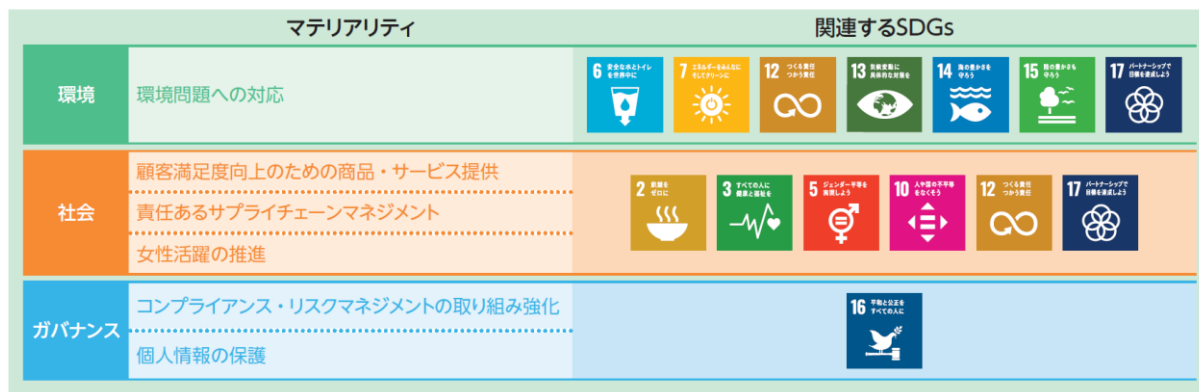 マテリアリティ
関連するSDGs
環境
環境問題への対応
6 安全な水とトイレ
を世界中に
7 エネルギーをみんなに
そしてクリーンに
12 つくる責任
つかう責任
13 気候変動に
具体的な対策を
14 海の豊かさを
守ろう
15 陸の豊かさも
守ろう
17 パートナーシップで
目標を達成しよう
社会
顧客満足度向上のための商品・サービス提供
責任あるサプライチェーンマネジメント
女性活躍の推進
2 飢餓を
ゼロに
3 すべての人に
健康と福祉を
5 ジェンダー平等を
実現しよう
10 人や国の不平等
をなくそう
12 つくる責任
つかう責任
17 パートナーシップで
目標を達成しよう
ガバナンス
コンプライアンス・リスクマネジメントの取り組み強化
個人情報の保護
16 平和と公正を
すべての人に